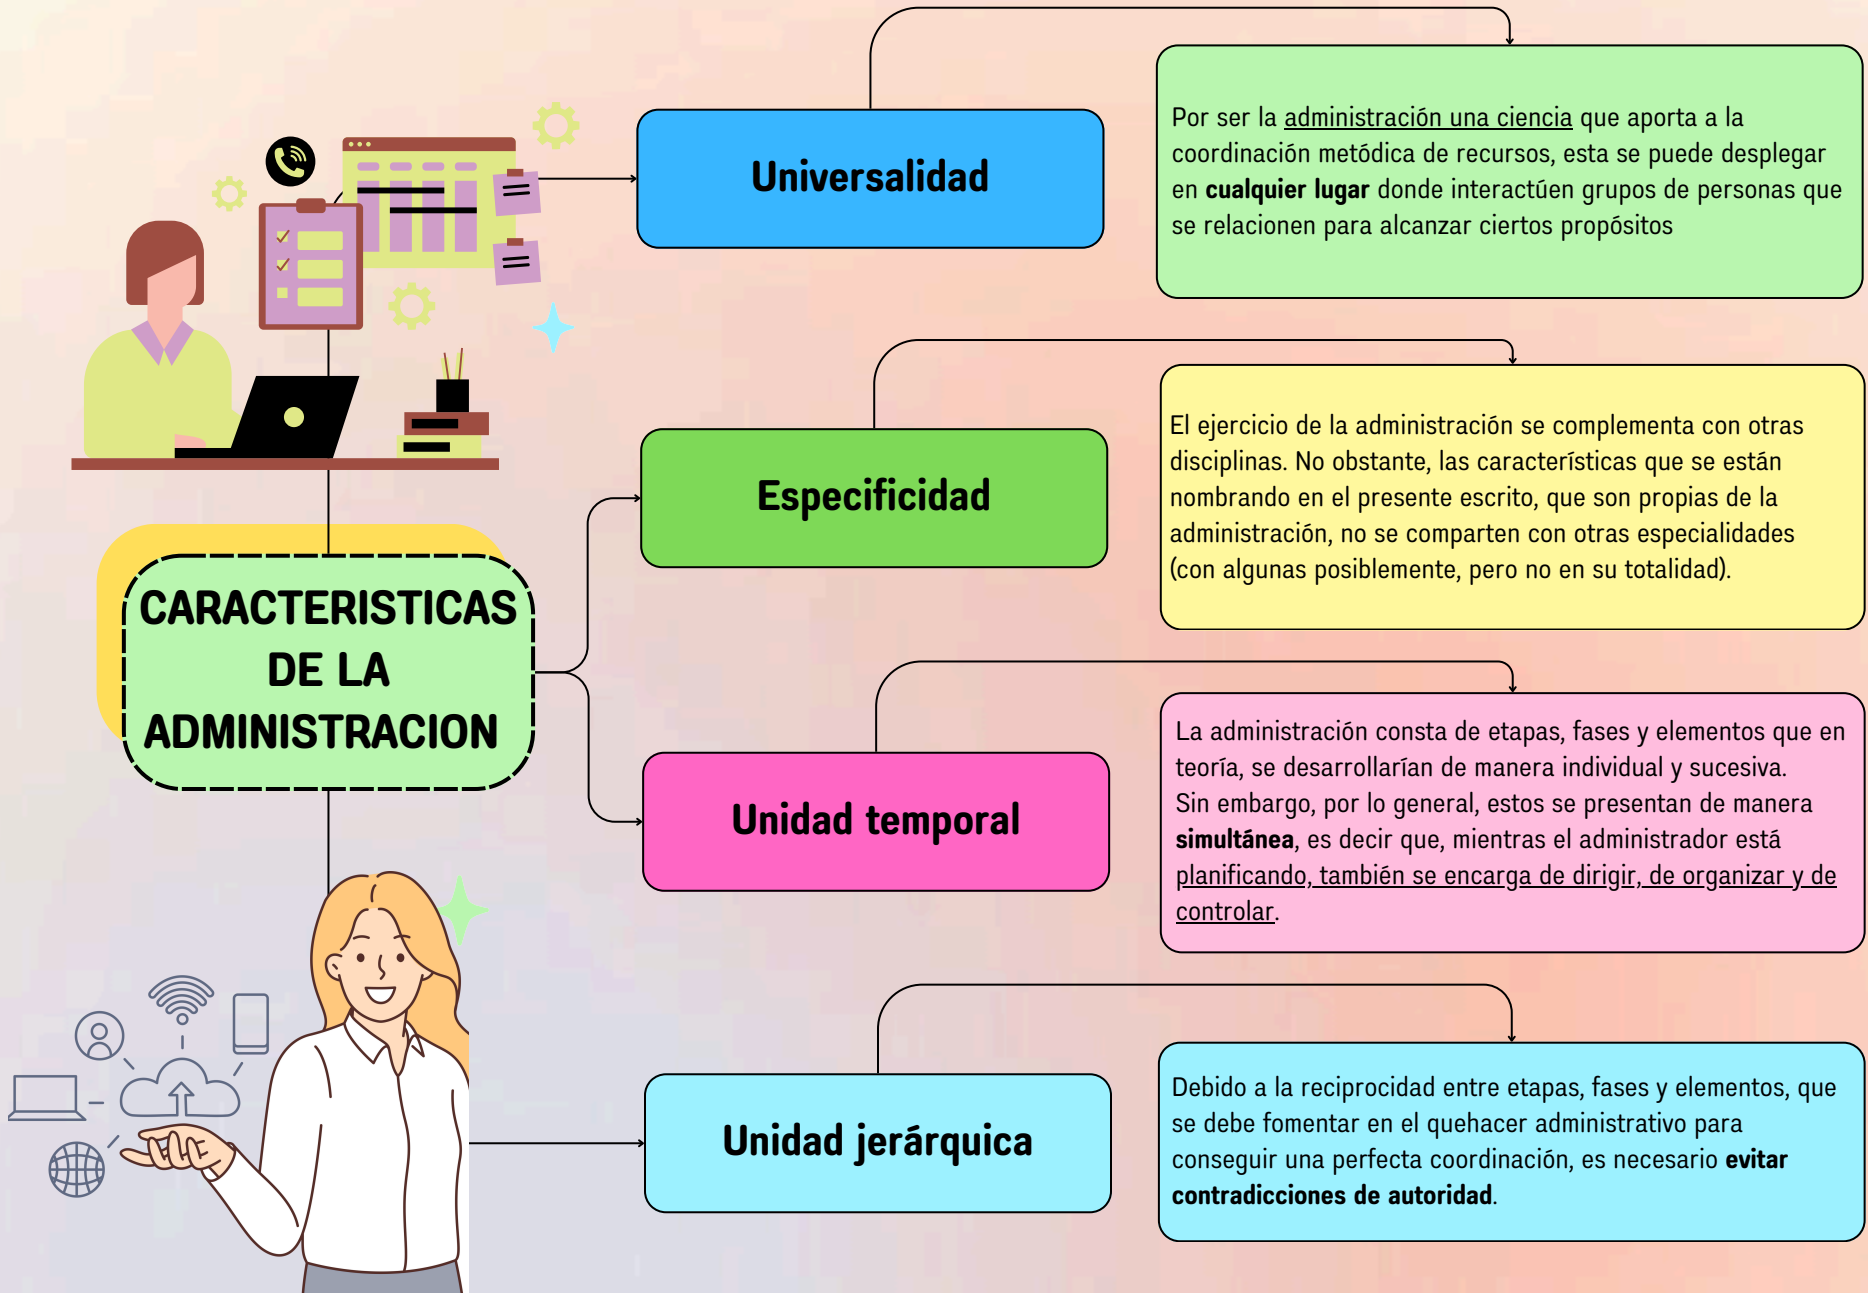 CARACTERISTICAS
DE LA
ADMINISTRACION
Universalidad
Por ser la administración una ciencia que aporta a la
coordinación metódica de recursos, esta se puede desplegar
en cualquier lugar donde interactúen grupos de personas que
se relacionen para alcanzar ciertos propósitos
Especificidad
El ejercicio de la administración se complementa con otras
disciplinas. No obstante, las características que se están
nombrando en el presente escrito, que son propias de la
administración, no se comparten con otras especialidades
(con algunas posiblemente, pero no en su totalidad).
Unidad temporal
La administración consta de etapas, fases y elementos que en
teoría, se desarrollarían de manera individual y sucesiva.
Sin embargo, por lo general, estos se presentan de manera
simultánea, es decir que, mientras el administrador está
planificando, también se encarga de dirigir, de organizar y de
controlar.
Unidad jerárquica
Debido a la reciprocidad entre etapas, fases y elementos, que
se debe fomentar en el quehacer administrativo para
conseguir una perfecta coordinación, es necesario evitar
contradicciones de autoridad.